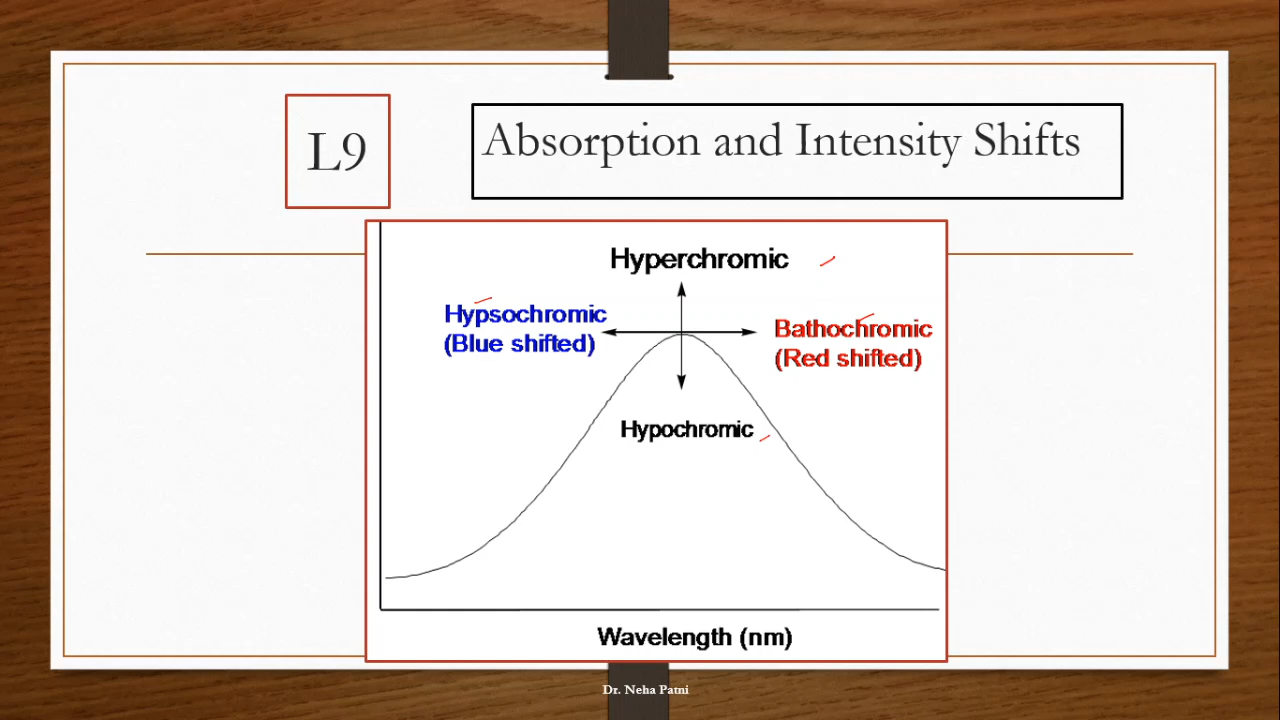 L9
Absorption and Intensity Shifts
Hyperchromic
Hypsochromic
(Blue shifted)
Bathochromic
(Red shifted)
Hypochromic
Wavelength (nm)
Dr. Neha Patni